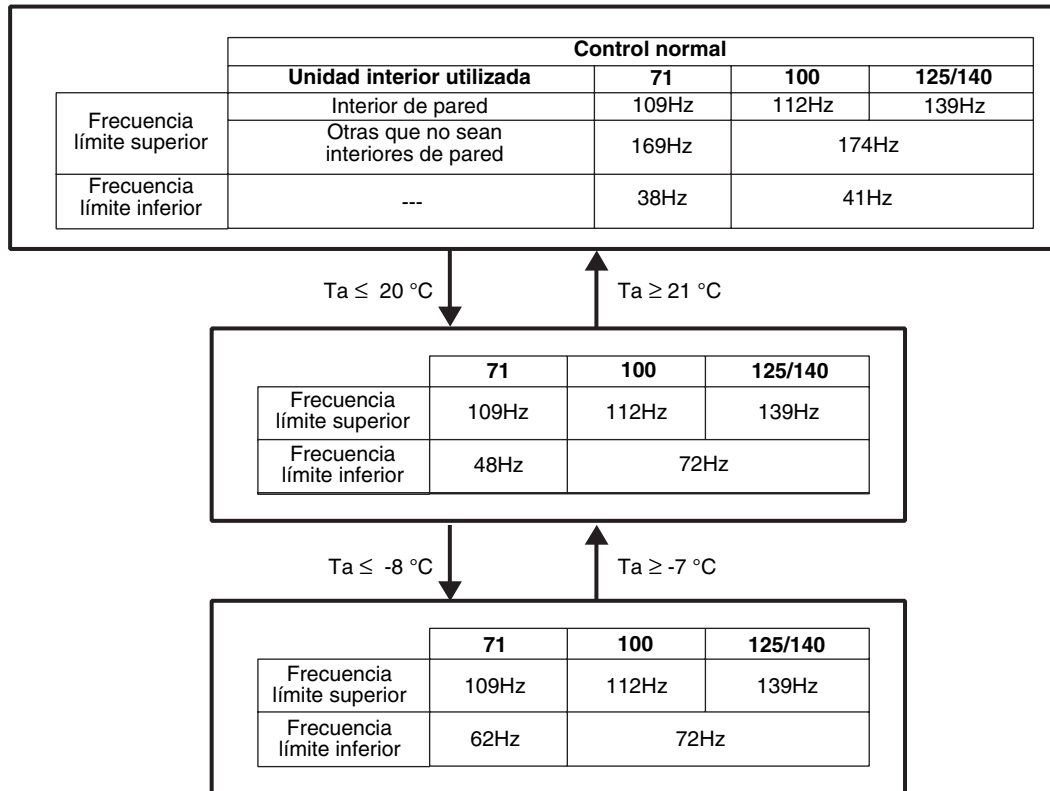 Control normal
Unidad interior utilizada 71 100 125/140
Frecuencia
límite superior
Interior de pared 109Hz 112Hz 139Hz
Otras que no sean
interiores de pared
169Hz 174Hz
Frecuencia
límite inferior
--- 38Hz 41Hz
Ta ≤ 20 °C Ta ≥ 21 °C
71 100 125/140
Frecuencia
límite superior
109Hz 112Hz 139Hz
Frecuencia
límite inferior
48Hz 72Hz
Ta ≤ -8 °C Ta ≥ -7 °C
71 100 125/140
Frecuencia
límite superior
109Hz 112Hz 139Hz
Frecuencia
límite inferior
62Hz 72Hz